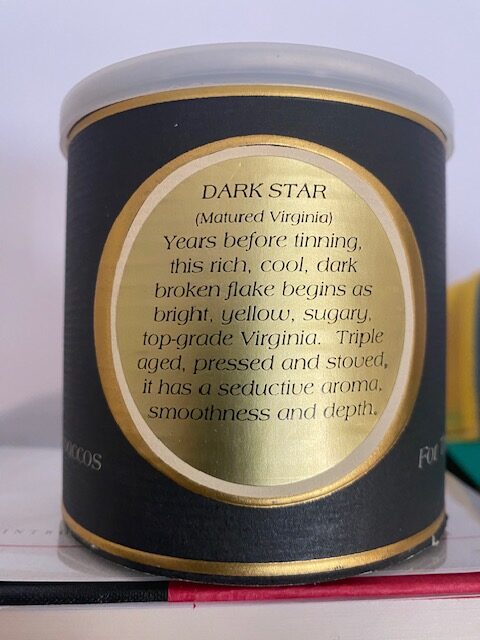 DARK STAR
(Matured Virginia)
Years before tinning,
this rich, cool, dark
broken flake begins as
bright, yellow, sugary,
top-grade Virginia. Triple
aged, pressed and stoved,
it has a seductive aroma,
smoothness and depth.